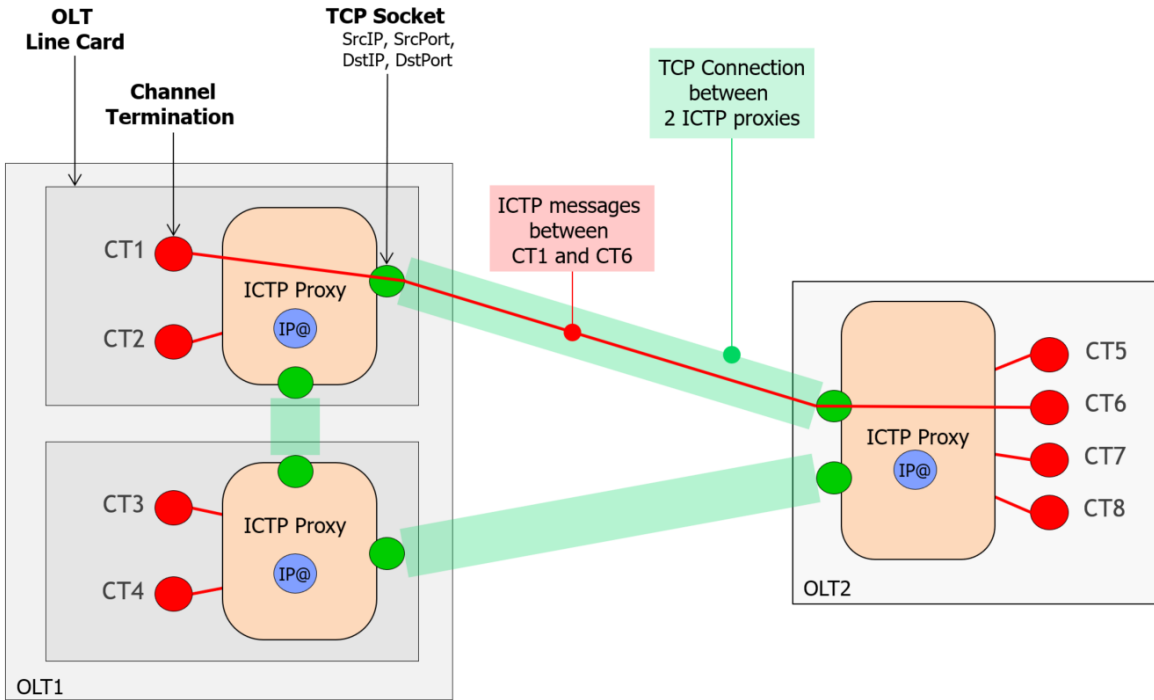 OLT
Line Card
TCP Socket
SrcIP, SrcPort,
DstIP, DstPort
Channel
Termination
TCP Connection
between
2 ICTP proxies
ICTP messages
between
CT1 and CT6
CT1
ICTP Proxy
IP@
CT2
CT3
ICTP Proxy
IP@
CT4
OLT1
CT5
CT6
ICTP Proxy
IP@
CT7
CT8
OLT2